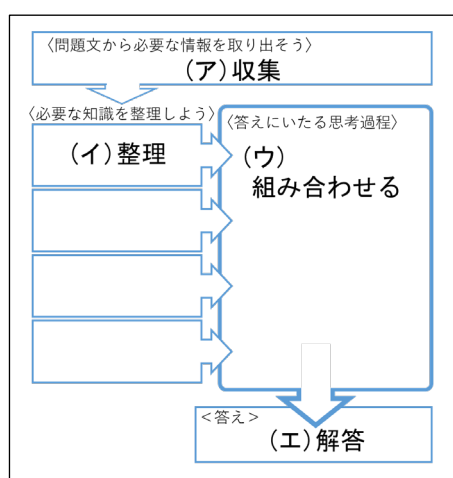 〈問題文から必要な情報を取り出そう〉
(ア)収集
〈必要な知識を整理しよう〉
(イ)整理
〈答えにいたる思考過程〉
(ウ)
組み合わせる
<答え>
(エ)解答